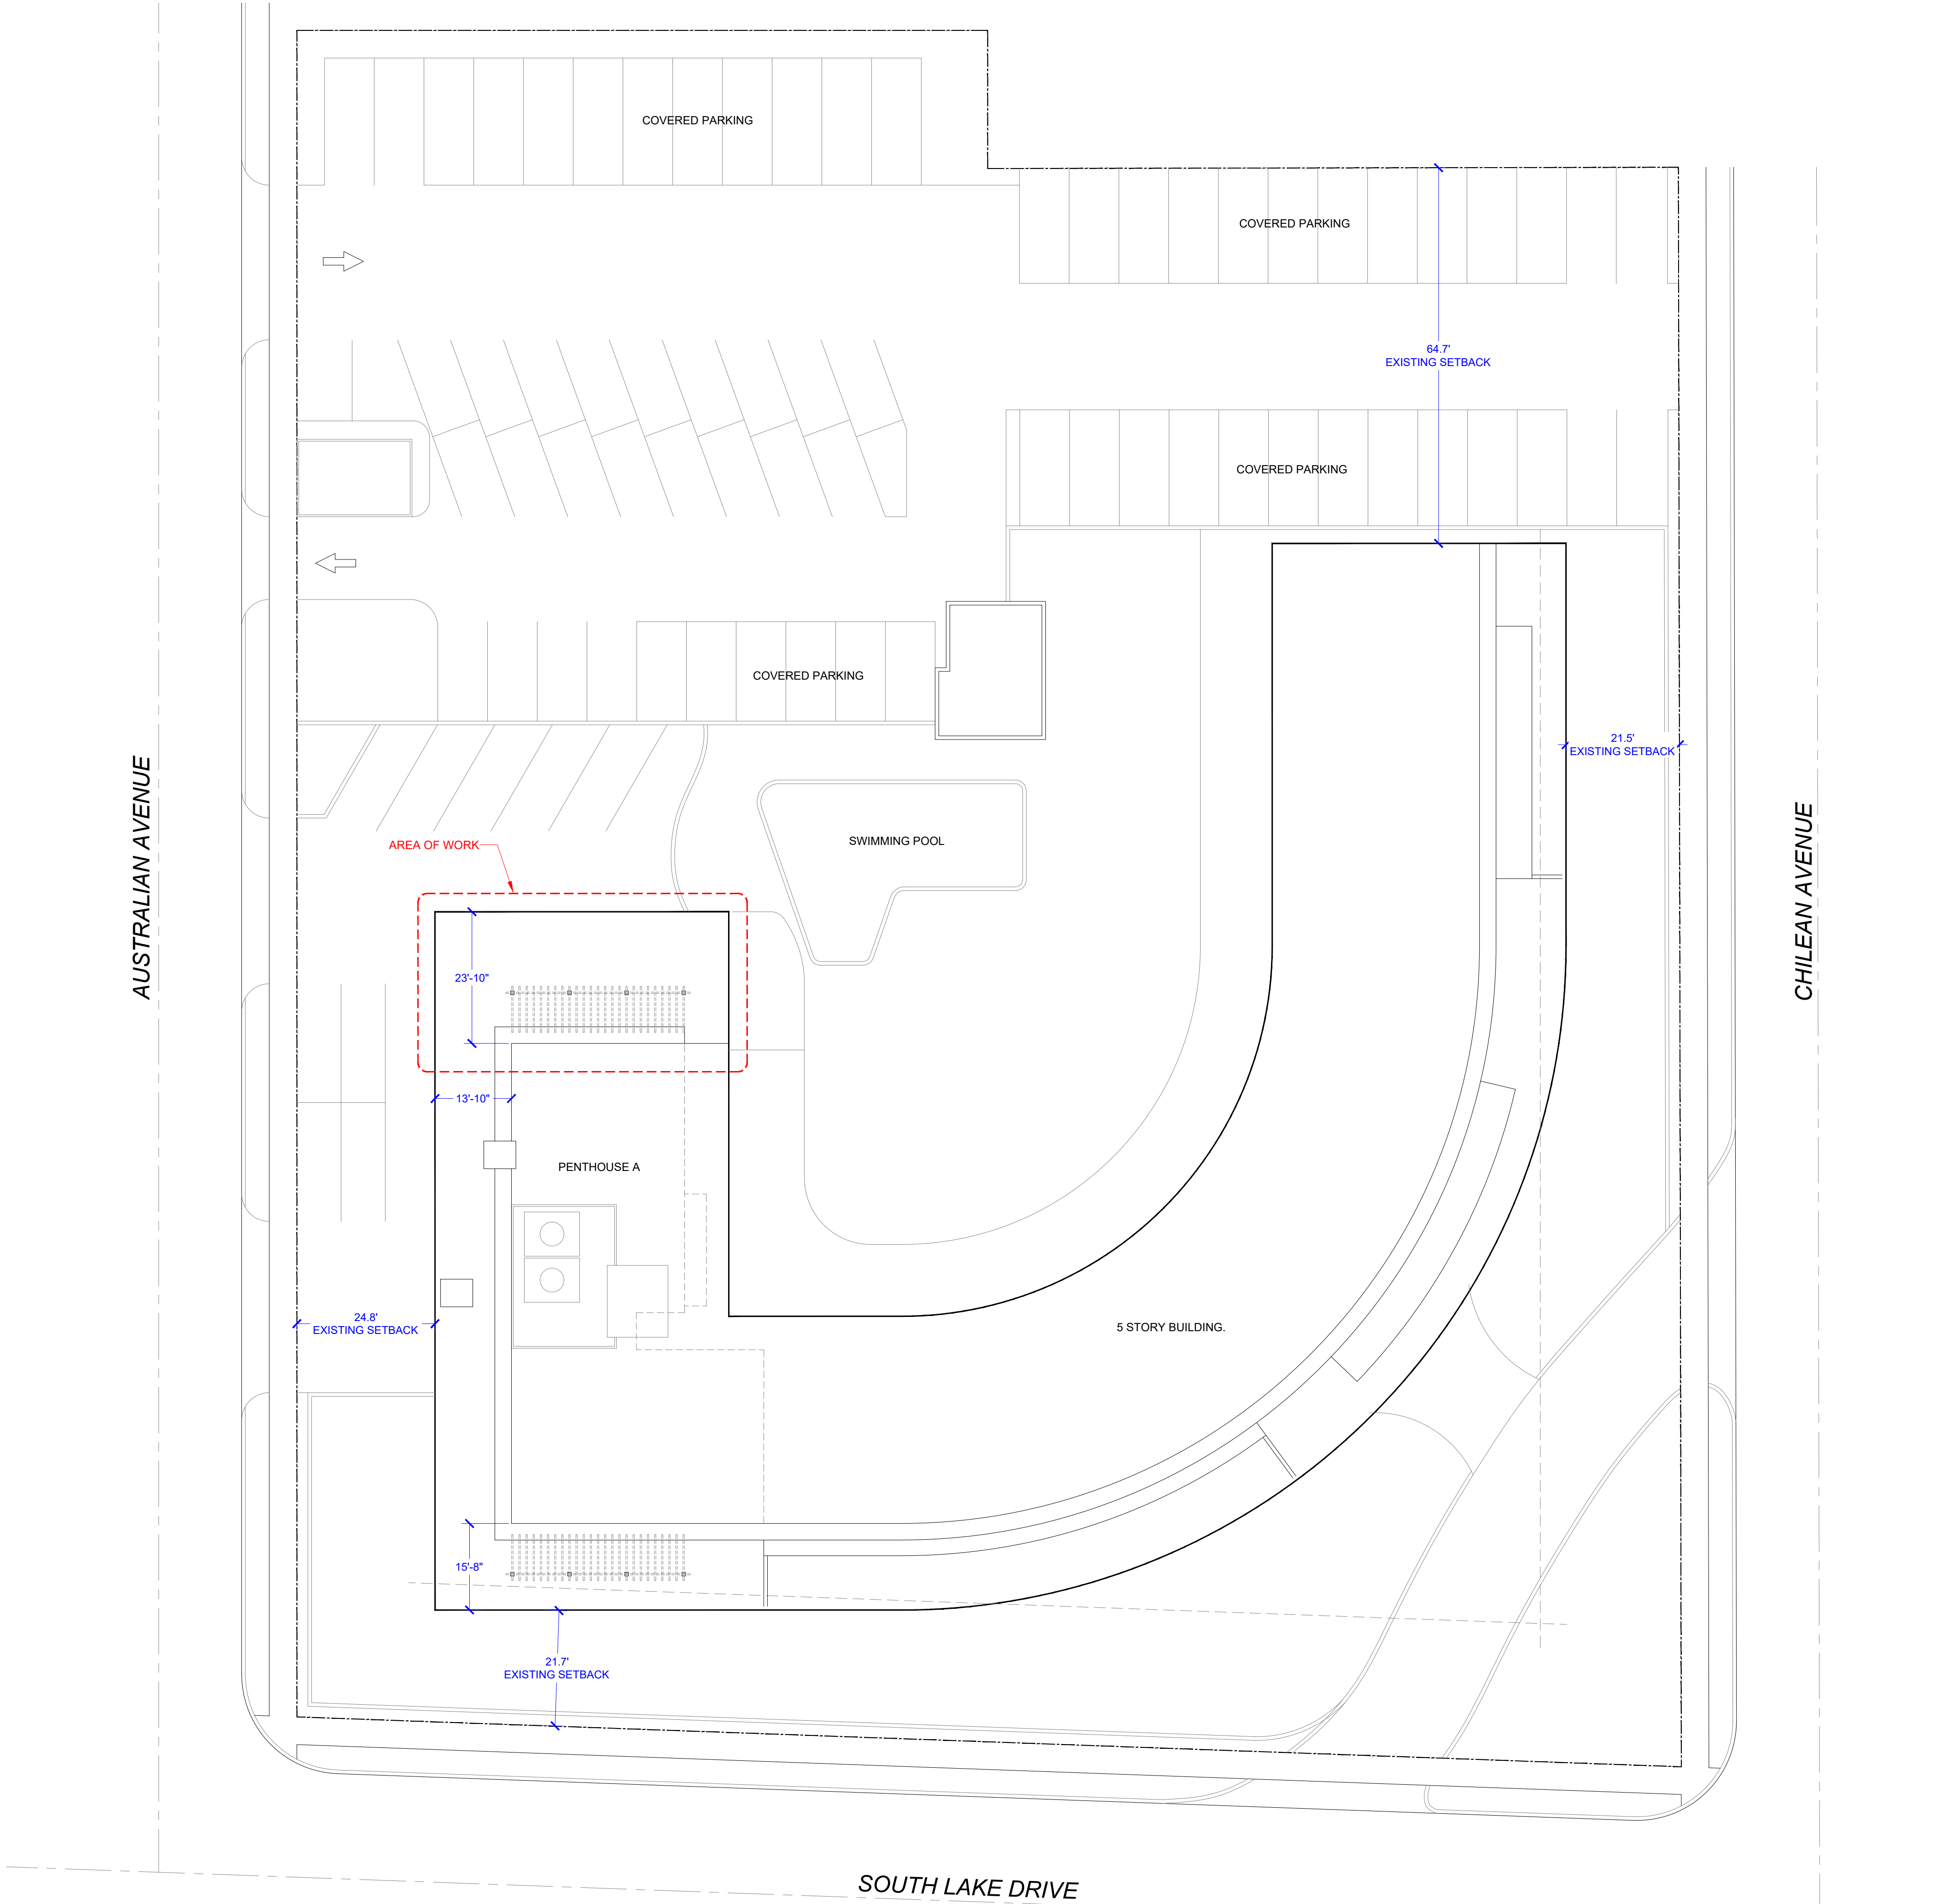 COVERED PARKING
COVERED PARKING
64.7'
EXISTING SETBACK
COVERED PARKING
COVERED PARKING
21.5'
EXISTING SETBACK
AUSTRALIAN AVENUE
CHILEAN AVENUE
SWIMMING POOL
AREA OF WORK
23'-10"
13'-10"
PENTHOUSE A
24.8'
EXISTING SETBACK
5 STORY BUILDING.
15'-8"
21.7'
EXISTING SETBACK
SOUTH LAKE DRIVE